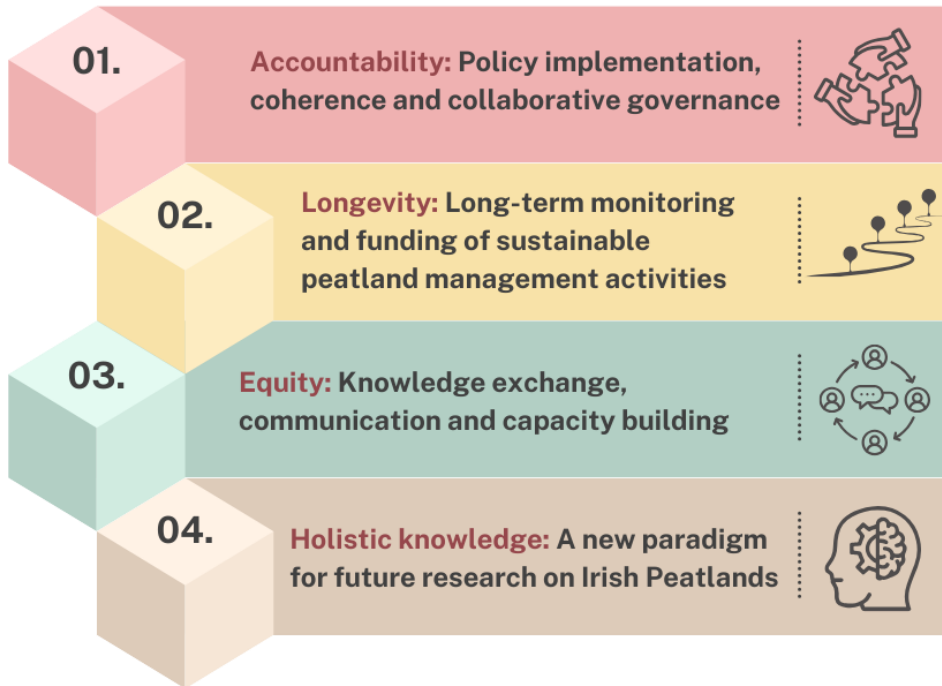 01.
Accountability: Policy implementation,
coherence and collaborative governance
02.
Longevity: Long-term monitoring
and funding of sustainable
peatland management activities
03.
Equity: Knowledge exchange,
communication and capacity building
04.
Holistic knowledge: A new paradigm
for future research on Irish Peatlands